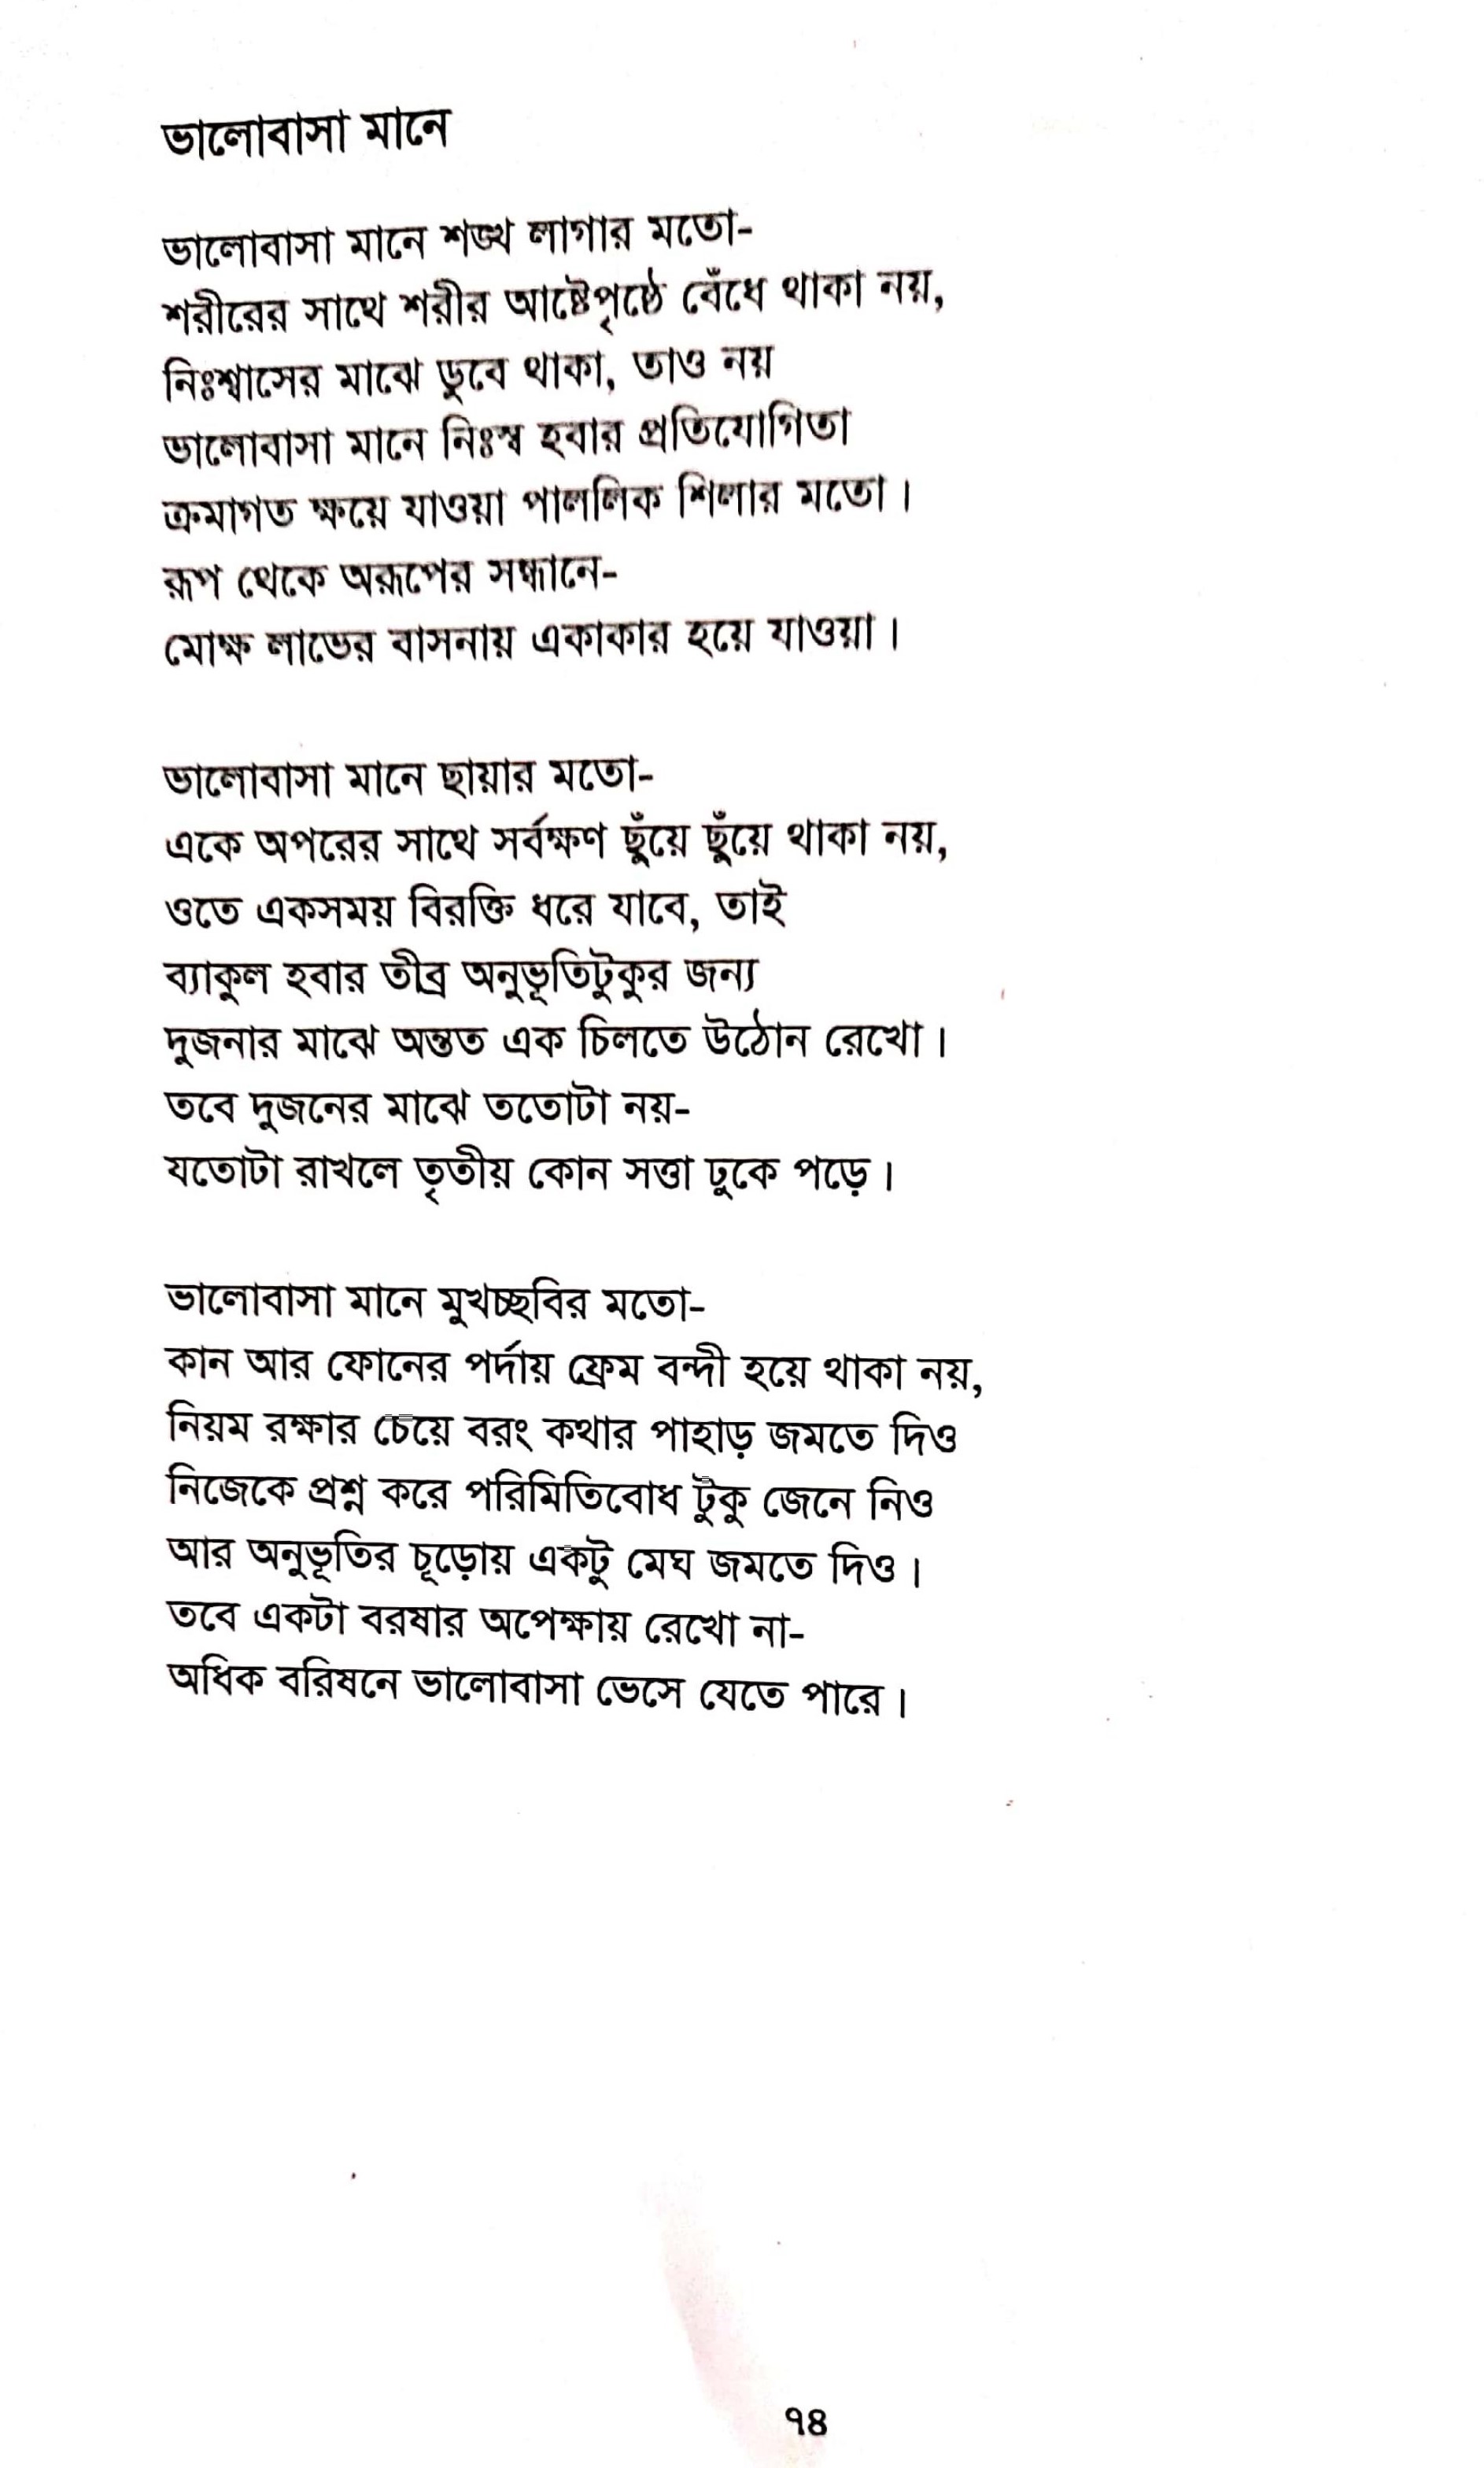 ভালোবাসা মানে
ভালোবাসা মানে শঙ্খ লাগার মতো-
শরীরের সাথে শরীর আষ্টেপৃষ্ঠে বেঁধে থাকা নয়,
নিঃশ্বাসের মাঝে ডুবে থাকা, তাও নয়
ভালোবাসা মানে নিঃস্ব হবার প্রতিযোগিতা
ক্রমাগত ক্ষয়ে যাওয়া পাললিক শিলার মতো।
রূপ থেকে অরূপের সন্ধানে-
মোক্ষ লাভের বাসনায় একাকার হয়ে যাওয়া।
ভালোবাসা মানে ছায়ার মতো-
একে অপরের সাথে সর্বক্ষণ ছুঁয়ে ছুঁয়ে থাকা নয়,
ওতে একসময় বিরক্তি ধরে যাবে, তাই
ব্যাকুল হবার তীব্র অনুভূতিটুকুর জন্য
দুজনার মাঝে অন্তত এক চিলতে উঠোন রেখো।
তবে দুজনের মাঝে ততোটা নয়-
যতোটা রাখলে তৃতীয় কোন সত্তা ঢুকে পড়ে।
ভালোবাসা মানে মুখচ্ছবির মতো-
কান আর ফোনের পর্দায় ফ্রেম বন্দী হয়ে থাকা নয়,
নিয়ম রক্ষার চেয়ে বরং কথার পাহাড় জমতে দিও
নিজেকে প্রশ্ন করে পরিমিতিবোধ টুকু জেনে নিও
আর অনুভূতির চূড়োয় একটু মেঘ জমতে দিও।
তবে একটা বরষার অপেক্ষায় রেখো না-
অধিক বরিষনে ভালোবাসা ভেসে যেতে পারে।
৭৪